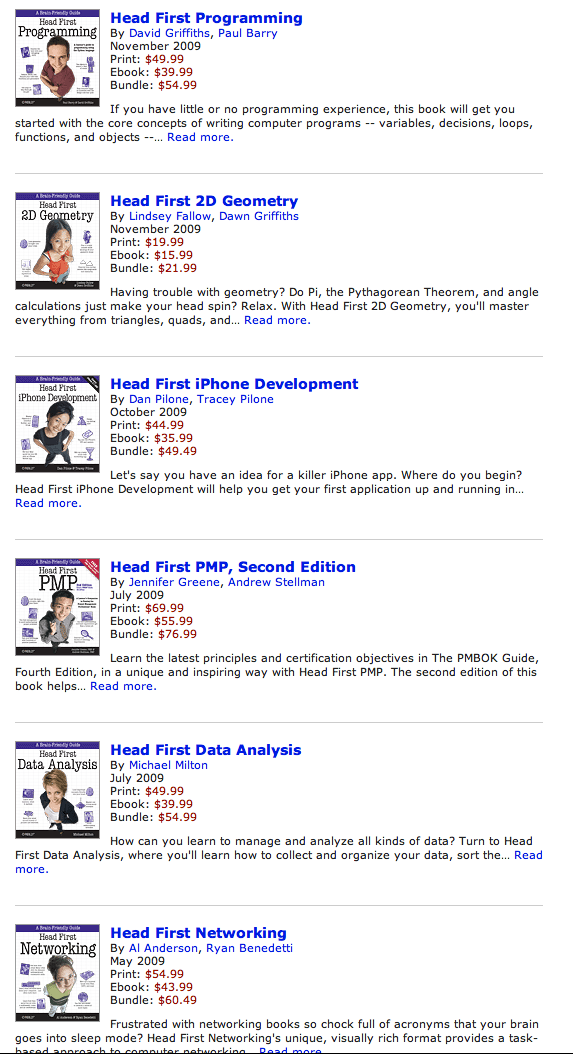 A Brain-Friendly Guide
Head First
Programming
O'REILLY
Head First Programming
By David Griffiths, Paul Barry
November 2009
Print: $49.99
Ebook: $39.99
Bundle: $54.99
If you have little or no programming experience, this book will get you
started with the core concepts of writing computer programs -- variables, decisions, loops,
functions, and objects --... Read more.
A Brain-Friendly Guide
Head First
2D Geometry
O'REILLY
Head First 2D Geometry
By Lindsey Fallow, Dawn Griffiths
November 2009
Print: $19.99
Ebook: $15.99
Bundle: $21.99
Having trouble with geometry? Do Pi, the Pythagorean Theorem, and angle
calculations just make your head spin? Relax. With Head First 2D Geometry, you'll master
everything from triangles, quads, and... Read more.
A Brain-Friendly Guide
Head First
iPhone Development
O'REILLY
Dan Pilone & Tracey Pilone
Head First iPhone Development
By Dan Pilone, Tracey Pilone
October 2009
Print: $44.99
Ebook: $35.99
Bundle: $49.49
Let's say you have an idea for a killer iPhone app. Where do you begin?
Head First iPhone Development will help you get your first application up and running in...
Read more.
A Brain-Friendly Guide
Head First
PMP
O'REILLY
Head First PMP, Second Edition
By Jennifer Greene, Andrew Stellman
July 2009
Print: $69.99
Ebook: $55.99
Bundle: $76.99
Learn the latest principles and certification objectives in The PMBOK Guide,
Fourth Edition, in a unique and inspiring way with Head First PMP. The second edition of this
book helps... Read more.
A Brain-Friendly Guide
Head First
Data Analysis
O'REILLY
Michael Milton
Head First Data Analysis
By Michael Milton
July 2009
Print: $49.99
Ebook: $39.99
Bundle: $54.99
How can you learn to manage and analyze all kinds of data? Turn to Head
First Data Analysis, where you'll learn how to collect and organize your data, sort the... Read
more.
A Brain-Friendly Guide
Head First
Networking
O'REILLY
Al Anderson & Ryan Benedetti
Head First Networking
By Al Anderson, Ryan Benedetti
May 2009
Print: $54.99
Ebook: $43.99
Bundle: $60.49
Frustrated with networking books so chock full of acronyms that your brain
goes into sleep mode? Head First Networking's unique, visually rich format provides a task-
based approach to computer networking... Read more.